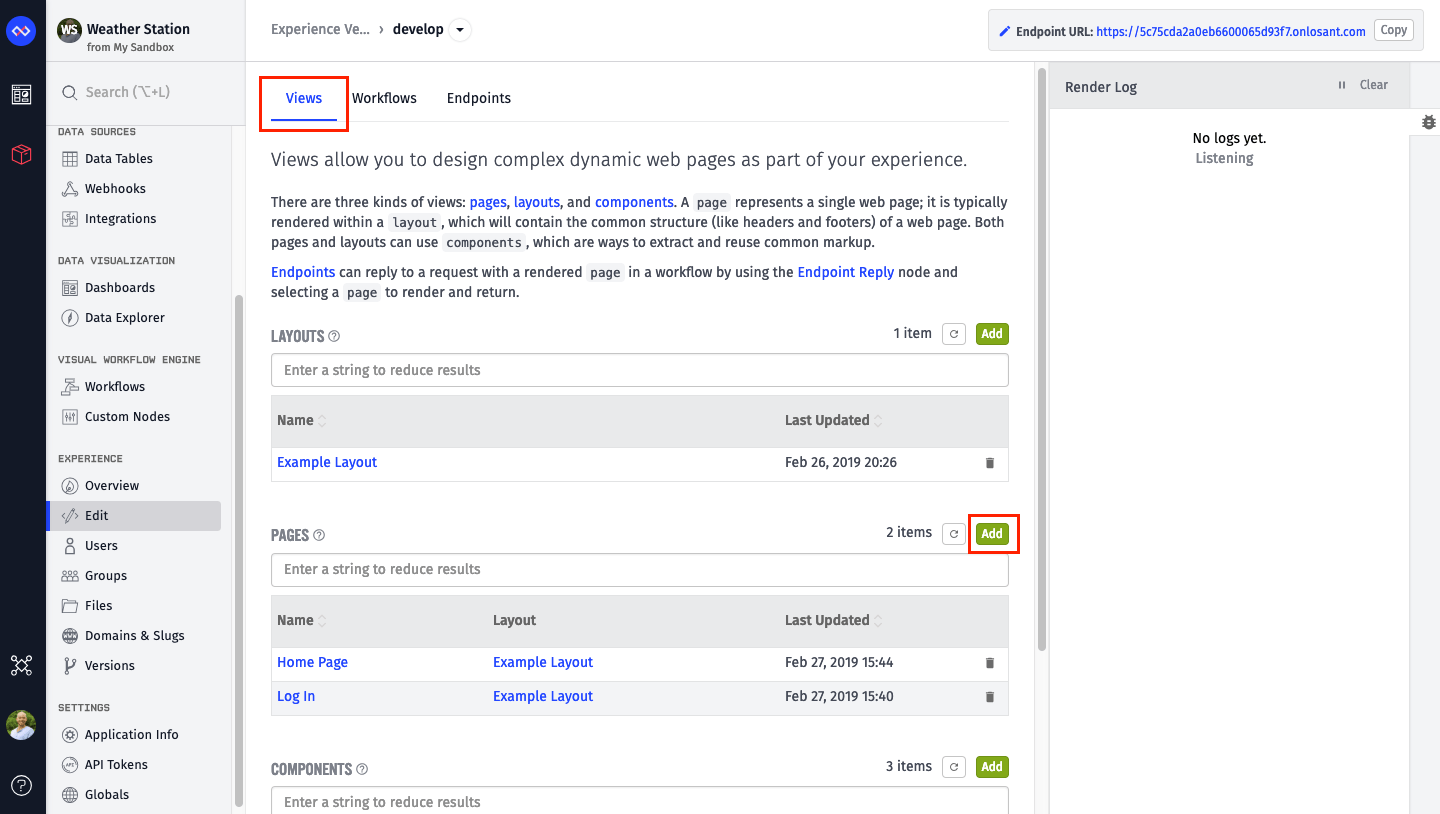 WS Weather Station
from My Sandbox
Search (⌥+L)
DATA SOURCES
Data Tables
Webhooks
Integrations
DATA VISUALIZATION
Dashboards
Data Explorer
VISUAL WORKFLOW ENGINE
Workflows
Custom Nodes
EXPERIENCE
Overview
Edit
Users
Groups
Files
Domains & Slugs
Versions
SETTINGS
Application Info
API Tokens
Globals
Experience Ve... › develop
Endpoint URL: https://5c75cda2a0eb6600065d93f7.onlosant.com Copy
Views Workflows Endpoints
Views allow you to design complex dynamic web pages as part of your experience.
There are three kinds of views: pages, layouts, and components. A page represents a single web page; it is typically
rendered within a layout, which will contain the common structure (like headers and footers) of a web page. Both
pages and layouts can use components, which are ways to extract and reuse common markup.
Endpoints can reply to a request with a rendered page in a workflow by using the Endpoint Reply node and
selecting a page to render and return.
LAYOUTS 1 item Add
Enter a string to reduce results
Name Last Updated
Example Layout Feb 26, 2019 20:26
PAGES 2 items Add
Enter a string to reduce results
Name Layout Last Updated
Home Page Example Layout Feb 27, 2019 15:44
Log In Example Layout Feb 27, 2019 15:40
COMPONENTS 3 items Add
Enter a string to reduce results
Render Log Clear
No logs yet.
Listening